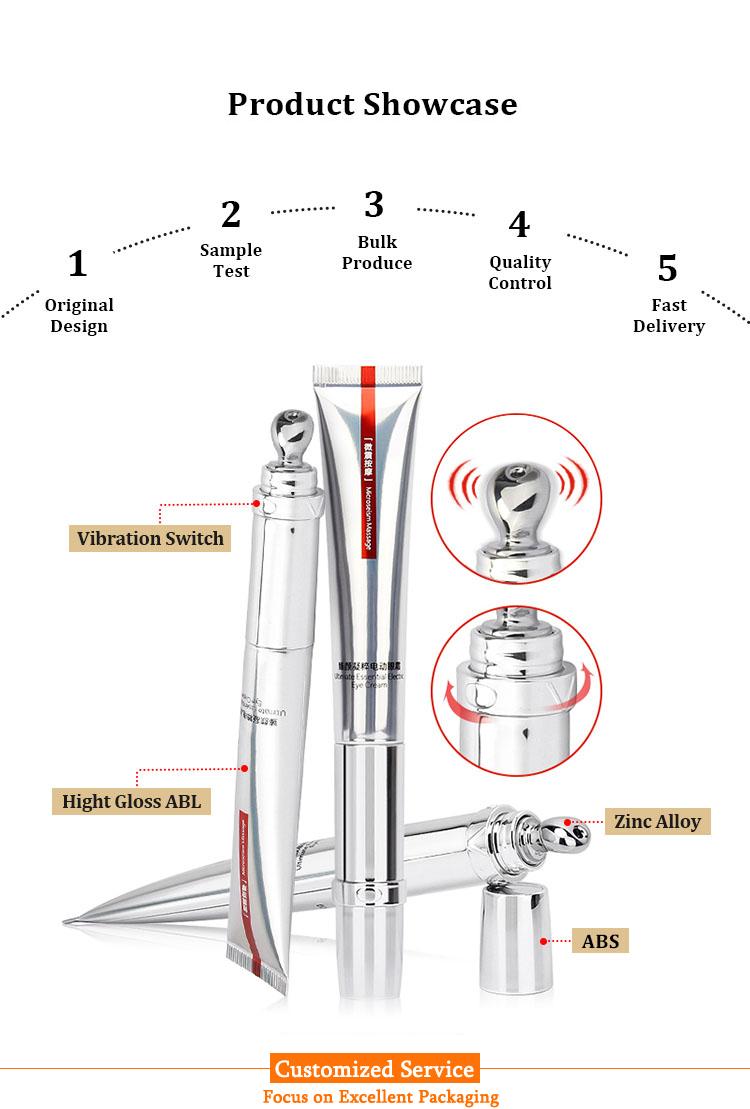 Product Showcase
1
Original
Design
2
Sample
Test
3
Bulk
Produce
4
Quality
Control
5
Fast
Delivery
「微震按摩」 Microseism Massage
Vibration Switch
臻颜凝粹电动眼霜
Ultimate Essential Electric
Eye Cream
Hight Gloss ABL
Zinc Alloy
ABS
Customized Service
Focus on Excellent Packaging